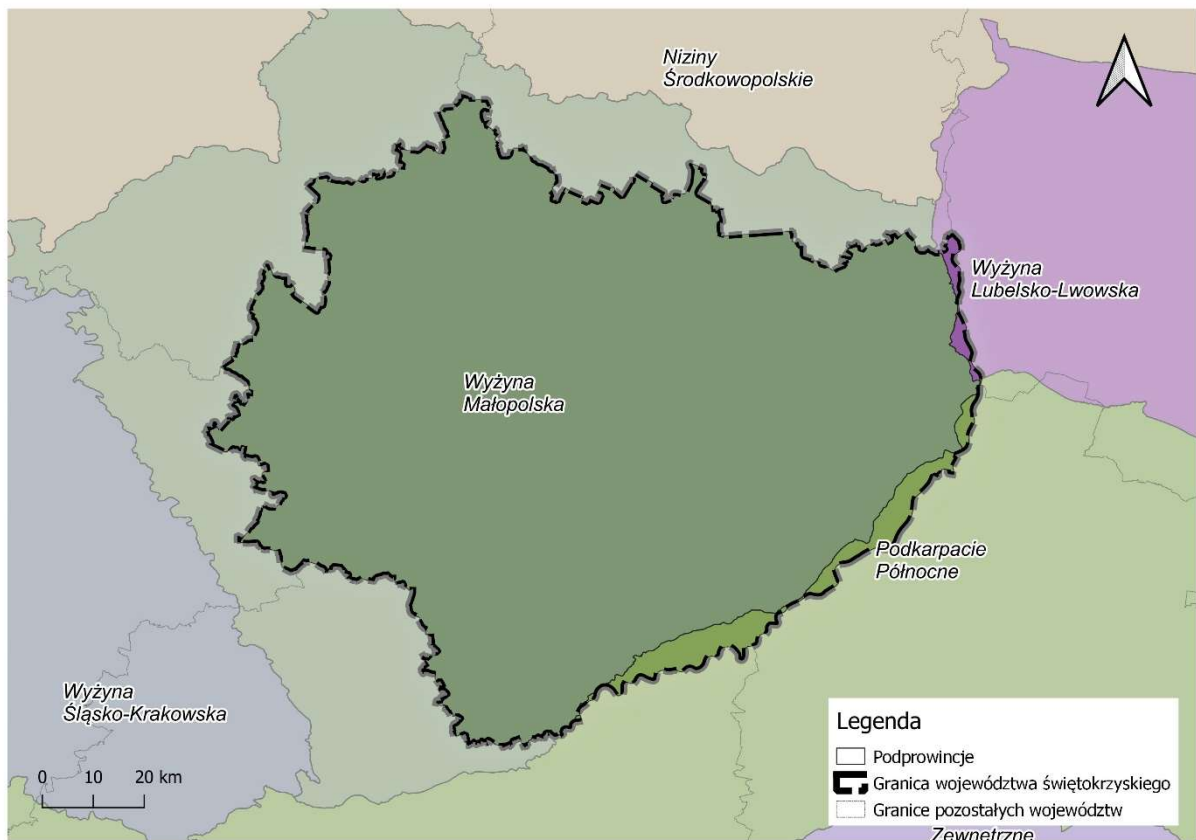 Niziny
Środkowopolskie
Wyżyna
Lubelsko-Lwowska
Wyżyna
Małopolska
Podkarpacie
Północne
Wyżyna
Śląsko-Krakowska
0 10 20 km
Legenda
Podprowincje
Granica województwa świętokrzyskiego
Granice pozostałych województw
Zewnętrzne